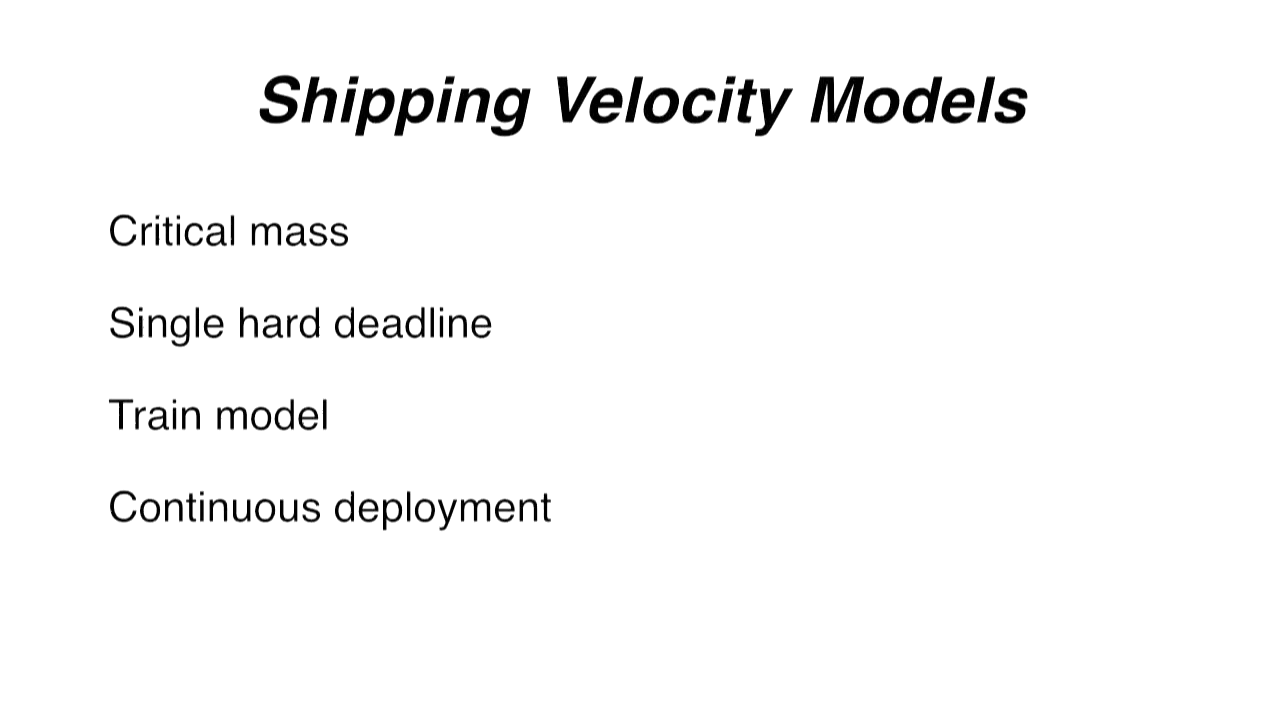 Shipping Velocity Models
Critical mass
Single hard deadline
Train model
Continuous deployment